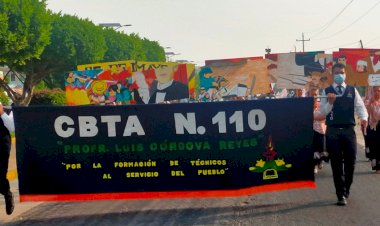 CBTA N.110
"PROFR. LUIS CÓRDOVA REYES"
"POR LA FORMACIÓN DE TÉCNICOS
AL SERVICIO DEL PUEBLO"